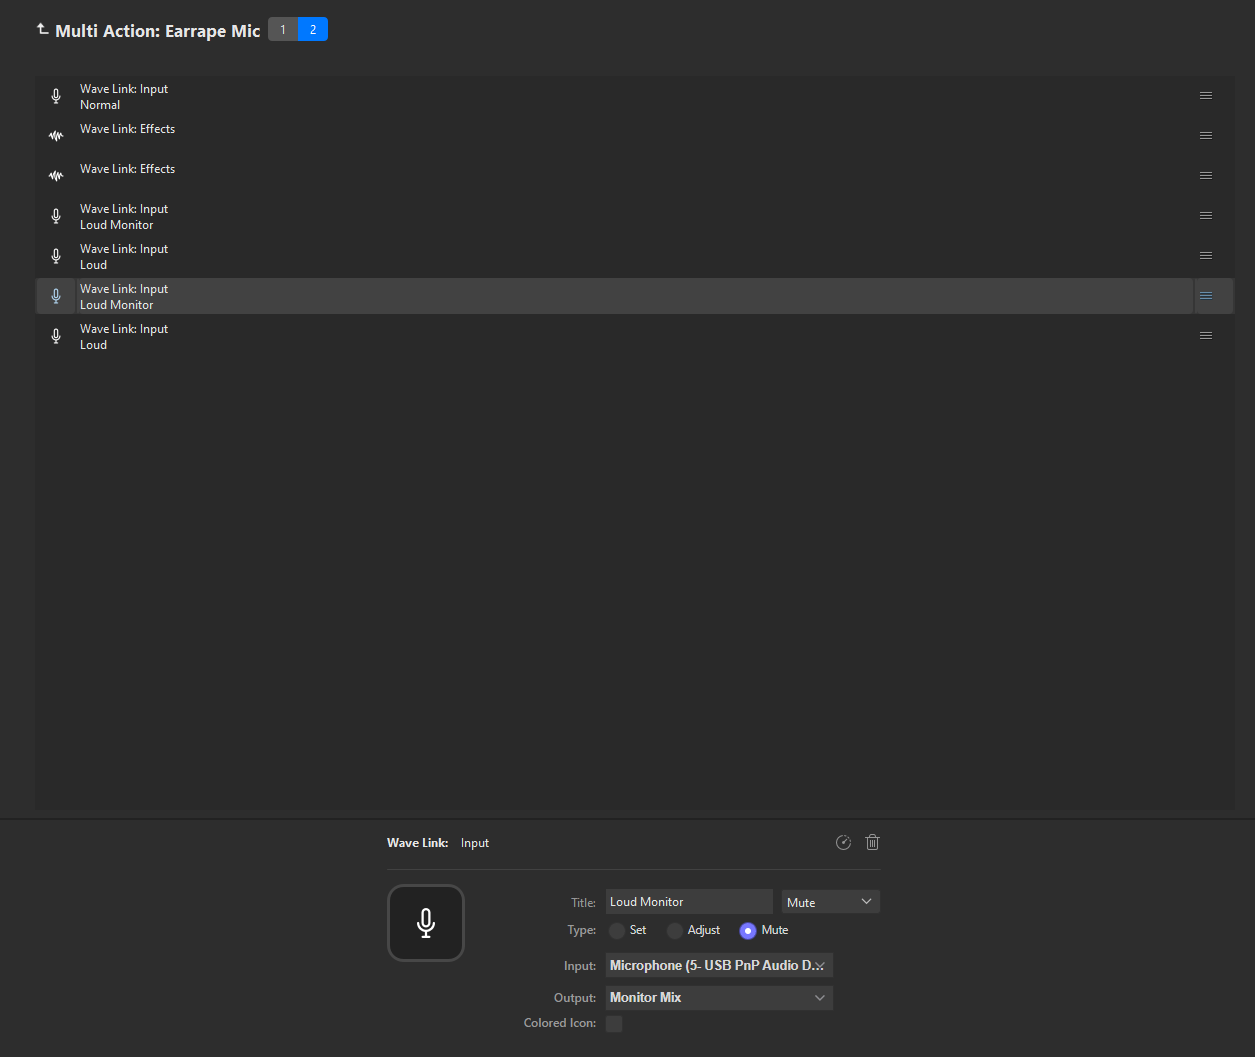 Multi Action: Earrape Mic 1 2
Wave Link: Input
Normal
Wave Link: Effects
Wave Link: Effects
Wave Link: Input
Loud Monitor
Wave Link: Input
Loud
Wave Link: Input
Loud Monitor
Wave Link: Input
Loud
Wave Link: Input
Title: Loud Monitor Mute
Type: Set Adjust Mute
Input: Microphone (5- USB PnP Audio D...
Output: Monitor Mix
Colored Icon: